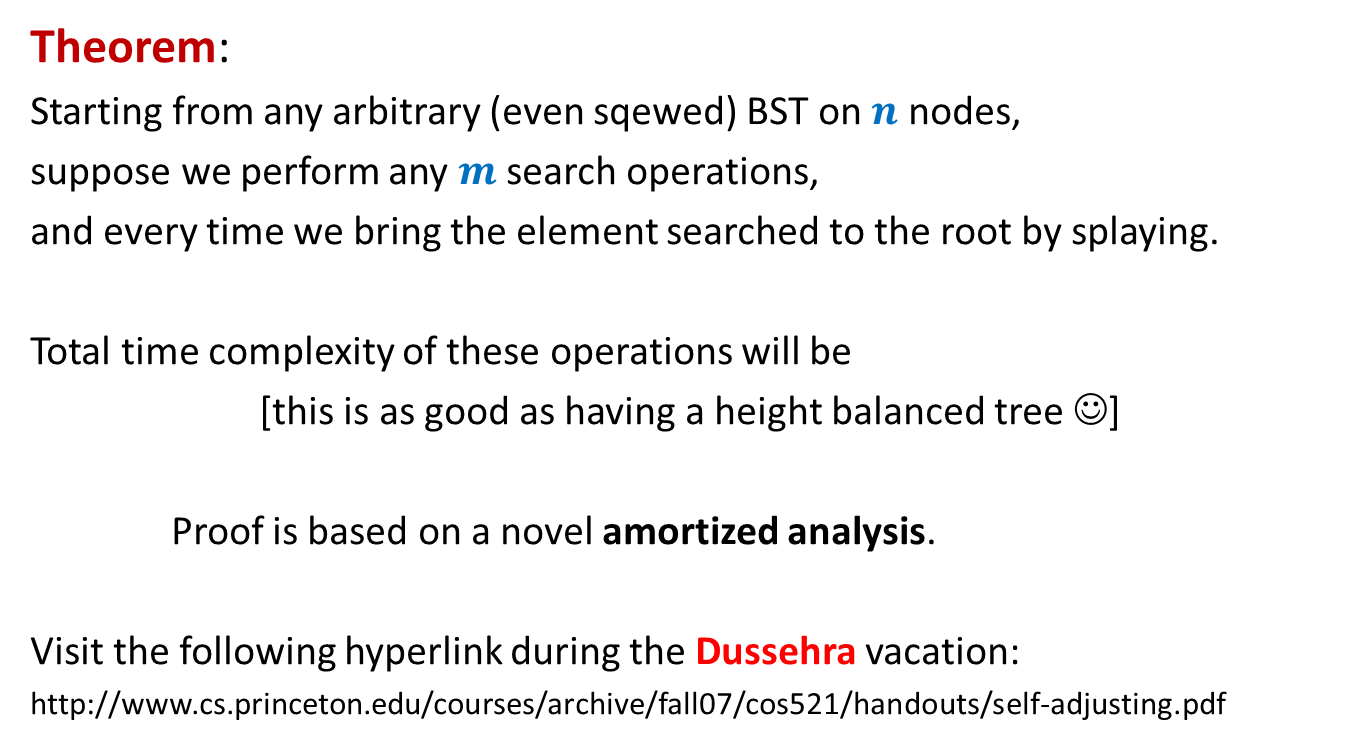 Theorem:
Starting from any arbitrary (even sqewed) BST on n nodes,
suppose we perform any m search operations,
and every time we bring the element searched to the root by splaying.
Total time complexity of these operations will be
[this is as good as having a height balanced tree ☺]
Proof is based on a novel amortized analysis.
Visit the following hyperlink during the Dussehra vacation:
http://www.cs.princeton.edu/courses/archive/fall07/cos521/handouts/self-adjusting.pdf